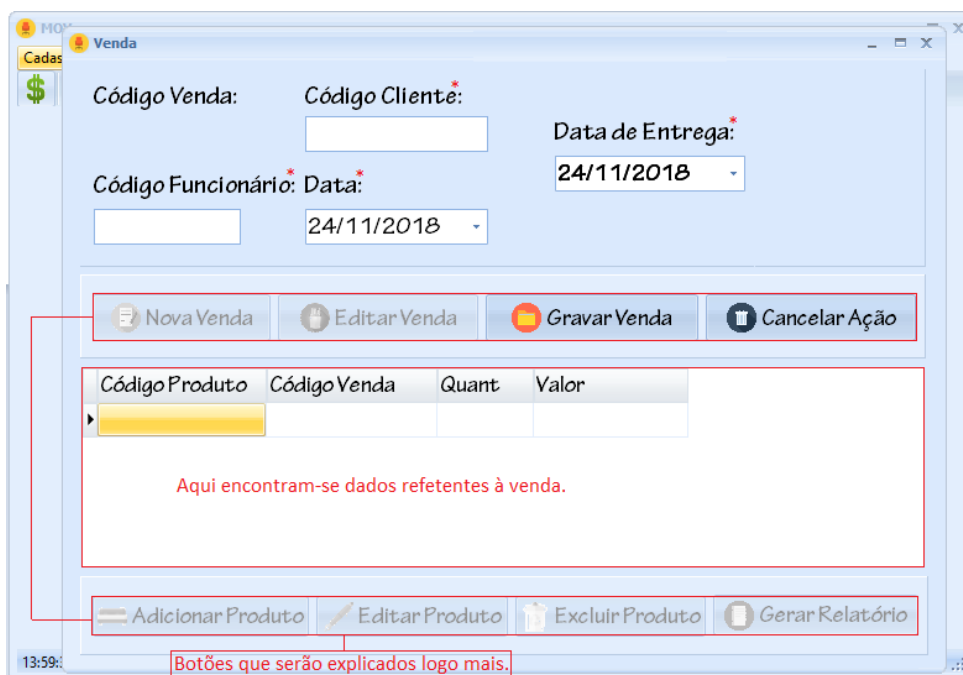 Venda
Cadas
Código Venda:
Código Cliente:*
Data de Entrega:*
24/11/2018
Código Funcionário:* Data:*
24/11/2018
Nova Venda Editar Venda Gravar Venda Cancelar Ação
Código Produto Código Venda Quant Valor
Aqui encontram-se dados refetentes à venda.
Adicionar Produto Editar Produto Excluir Produto Gerar Relatório
Botões que serão explicados logo mais.
13:59: